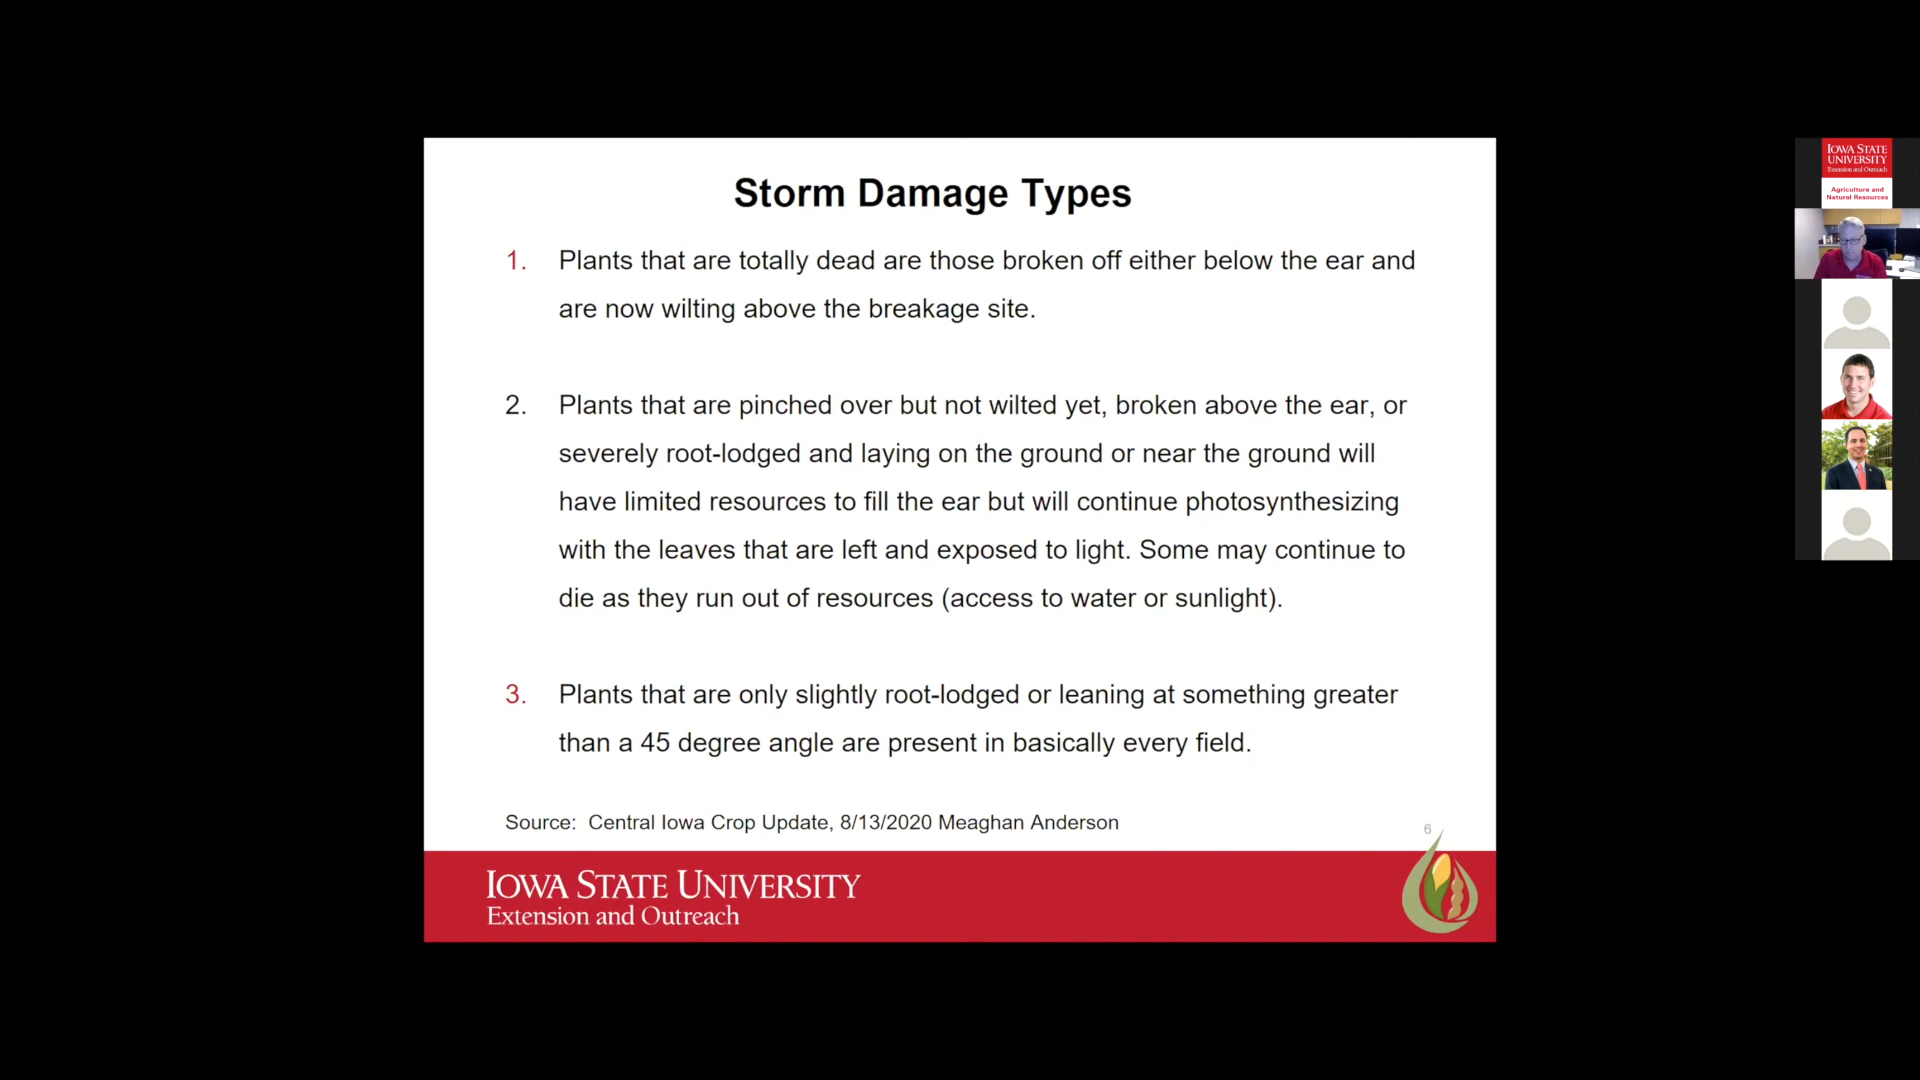 Storm Damage Types
1. Plants that are totally dead are those broken off either below the ear and
are now wilting above the breakage site.
2. Plants that are pinched over but not wilted yet, broken above the ear, or
severely root-lodged and laying on the ground or near the ground will
have limited resources to fill the ear but will continue photosynthesizing
with the leaves that are left and exposed to light. Some may continue to
die as they run out of resources (access to water or sunlight).
3. Plants that are only slightly root-lodged or leaning at something greater
than a 45 degree angle are present in basically every field.
Source: Central Iowa Crop Update, 8/13/2020 Meaghan Anderson
6
IOWA STATE UNIVERSITY
Extension and Outreach
IOWA STATE
UNIVERSITY
Extension and Outreach
Agriculture and
Natural Resources